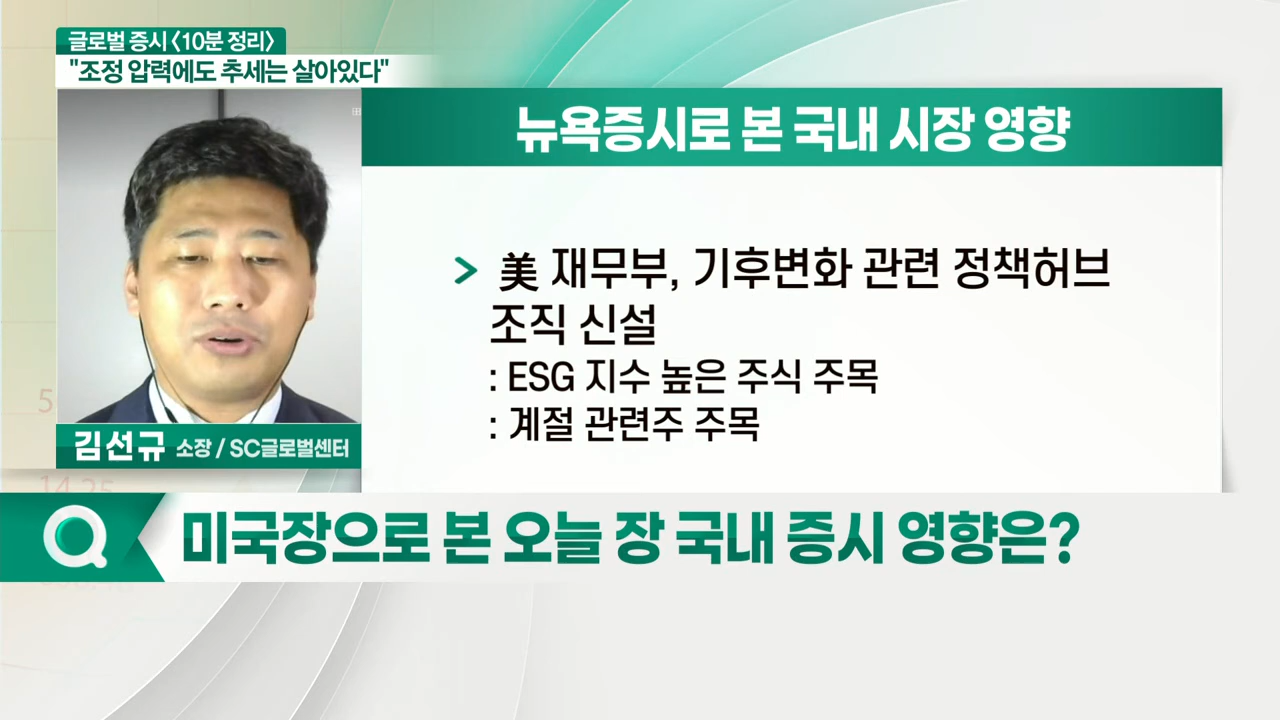 글로벌 증시 <10분 정리>
"조정 압력에도 추세는 살아있다"
뉴욕증시로 본 국내 시장 영향
> 美 재무부, 기후변화 관련 정책허브
조직 신설
: ESG 지수 높은 주식 주목
: 계절 관련주 주목
김선규 소장 / SC글로벌센터
Q 미국장으로 본 오늘 장 국내 증시 영향은?